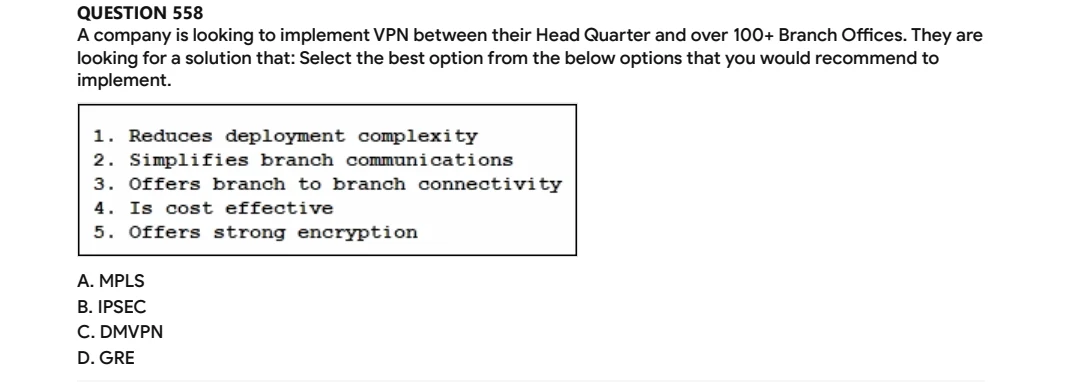 QUESTION 558
A company is looking to implement VPN between their Head Quarter and over 100+ Branch Offices. They are
looking for a solution that: Select the best option from the below options that you would recommend to
implement.
1. Reduces deployment complexity
2. Simplifies branch communications
3. Offers branch to branch connectivity
4. Is cost effective
5. Offers strong encryption
A. MPLS
B. IPSEC
C. DMVPN
D. GRE